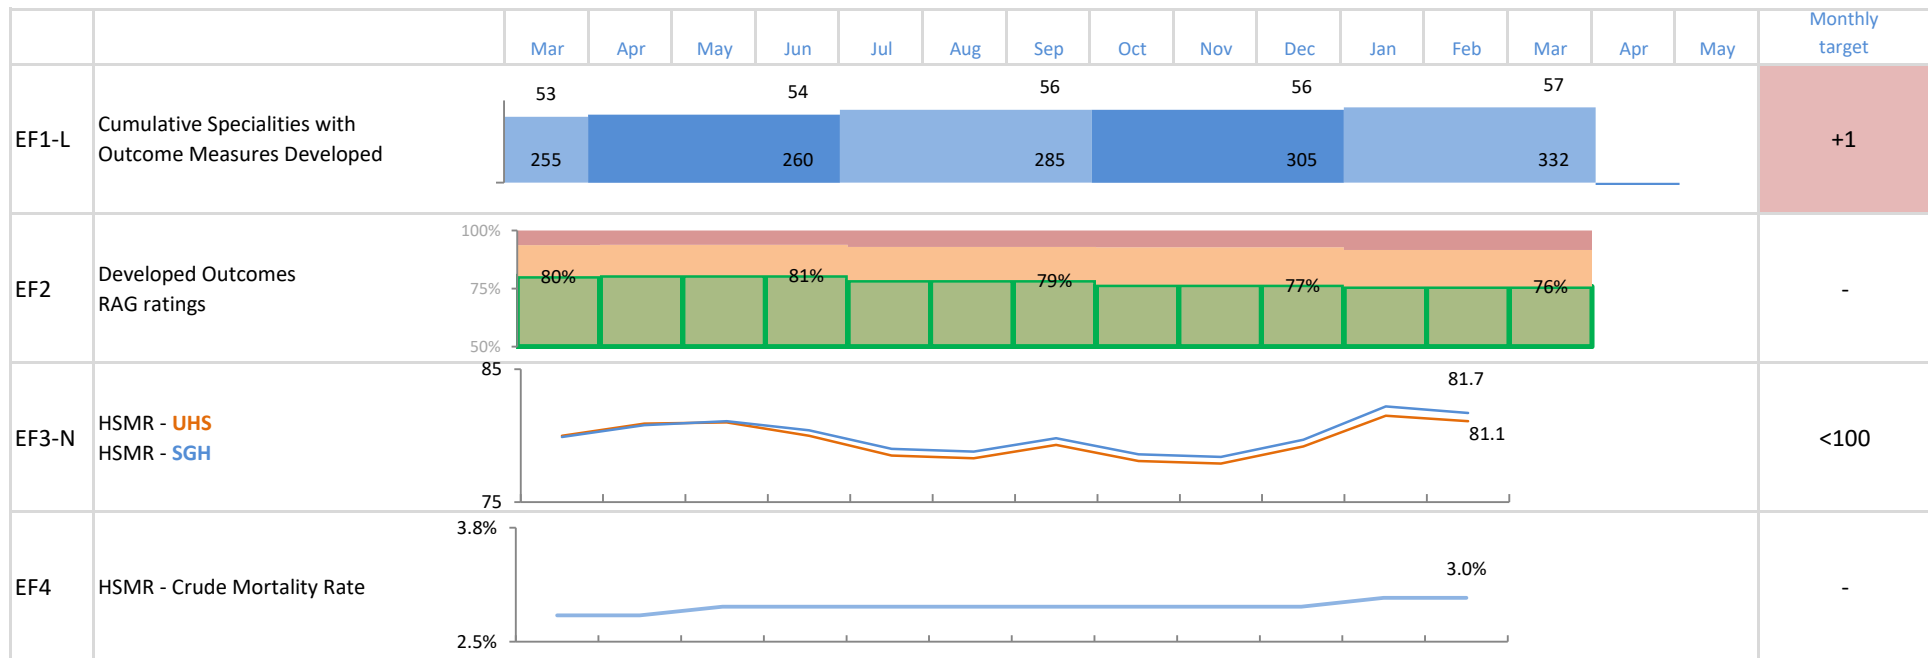 Mar Apr May Jun Jul Aug Sep Oct Nov Dec Jan Feb Mar Apr May Monthly
target
EF1-L
Cumulative Specialities with
Outcome Measures Developed
53 54 56 56 57
255 260 285 305 332
+1
EF2
Developed Outcomes
RAG ratings
100%
75%
50%
80% 81% 79% 77% 76%
-
EF3-N
HSMR - UHS
HSMR - SGH
85
75
81.7
81.1
<100
EF4
HSMR - Crude Mortality Rate
3.8%
2.5%
3.0%
-